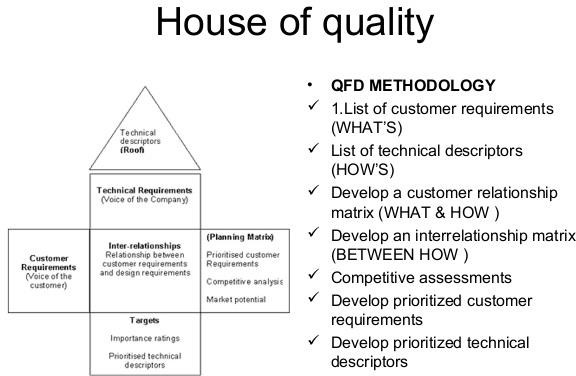 House of quality
Technical
descriptors
(Roof)
Technical Requirements
(Voice of the Company)
Customer
Requirements
(Voice of the
customer)
Inter-relationships
Relationship between
customer requirements
and design requirements
(Planning Matrix)
Prioritised customer
Requirements
Competitive analysis
Market potential
Targets
Importance ratings
Prioritised technical
descriptors
• QFD METHODOLOGY
✓ 1.List of customer requirements
(WHAT'S)
✓ List of technical descriptors
(HOW'S)
✓ Develop a customer relationship
matrix (WHAT & HOW )
✓ Develop an interrelationship matrix
(BETWEEN HOW )
✓ Competitive assessments
✓ Develop prioritized customer
requirements
✓ Develop prioritized technical
descriptors